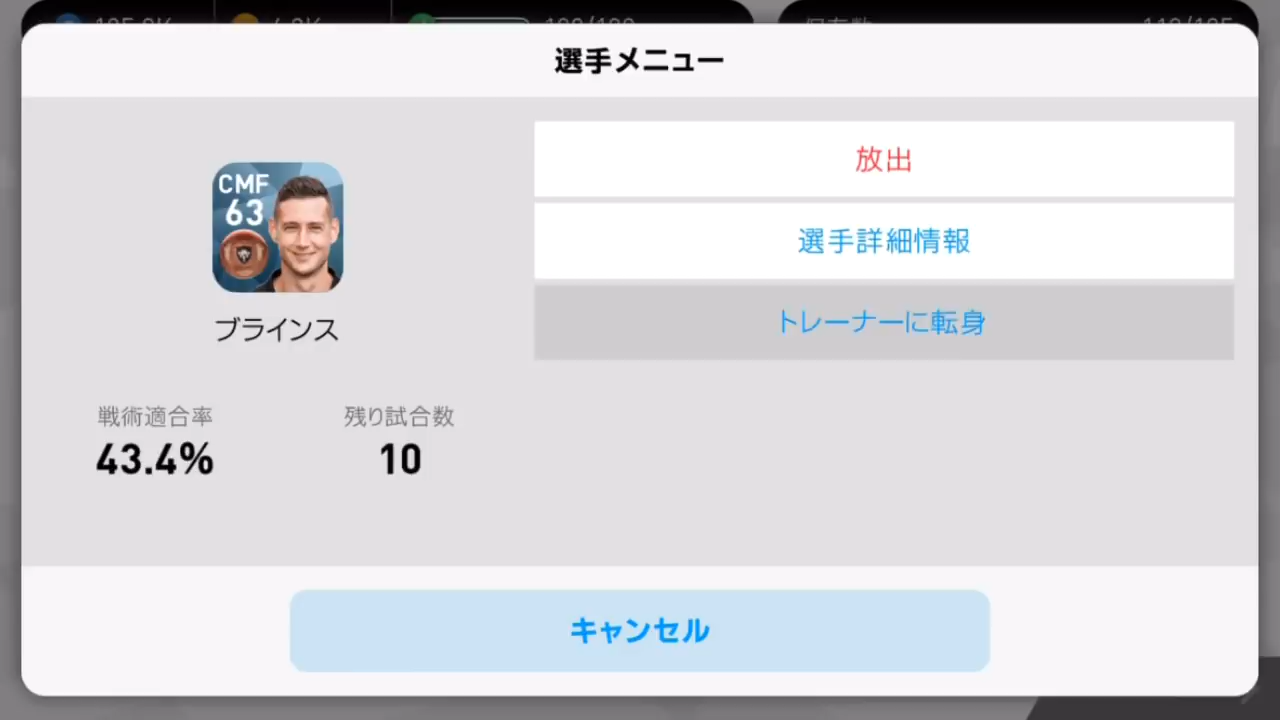 選手メニュー
CMF
63
ブラインス
戦術適合率
43.4%
残り試合数
10
放出
選手詳細情報
トレーナーに転身
キャンセル